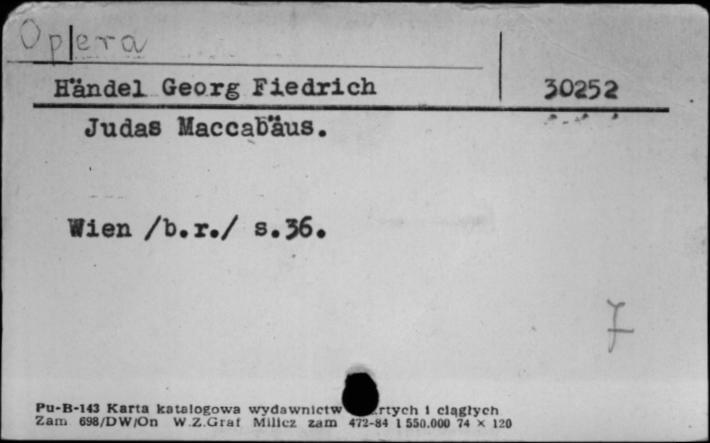 Opera
Händel Georg Fiedrich 30252
Judas Maccabäus.
Wien /b.r./ s.36.
7
Pu-B-143 Karta katalogowa wydawnictw i ciągłych
Zam. 698/DW/On W.Z.Graf Milicz zam 472-84 1 550.000 74 × 120